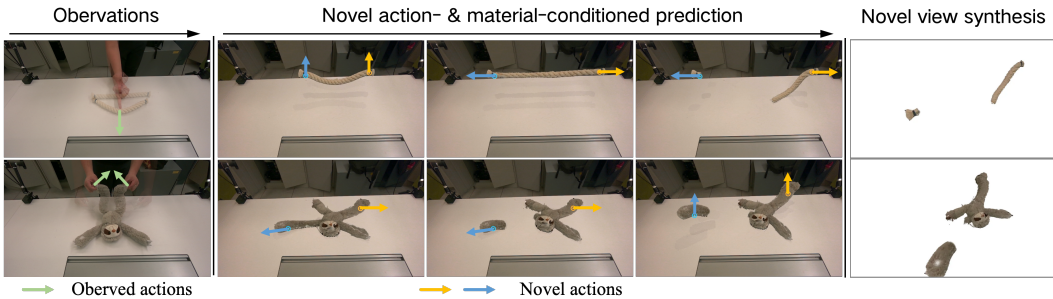 Obervations
Novel action- & material-conditioned prediction
Novel view synthesis
Oberved actions
Novel actions